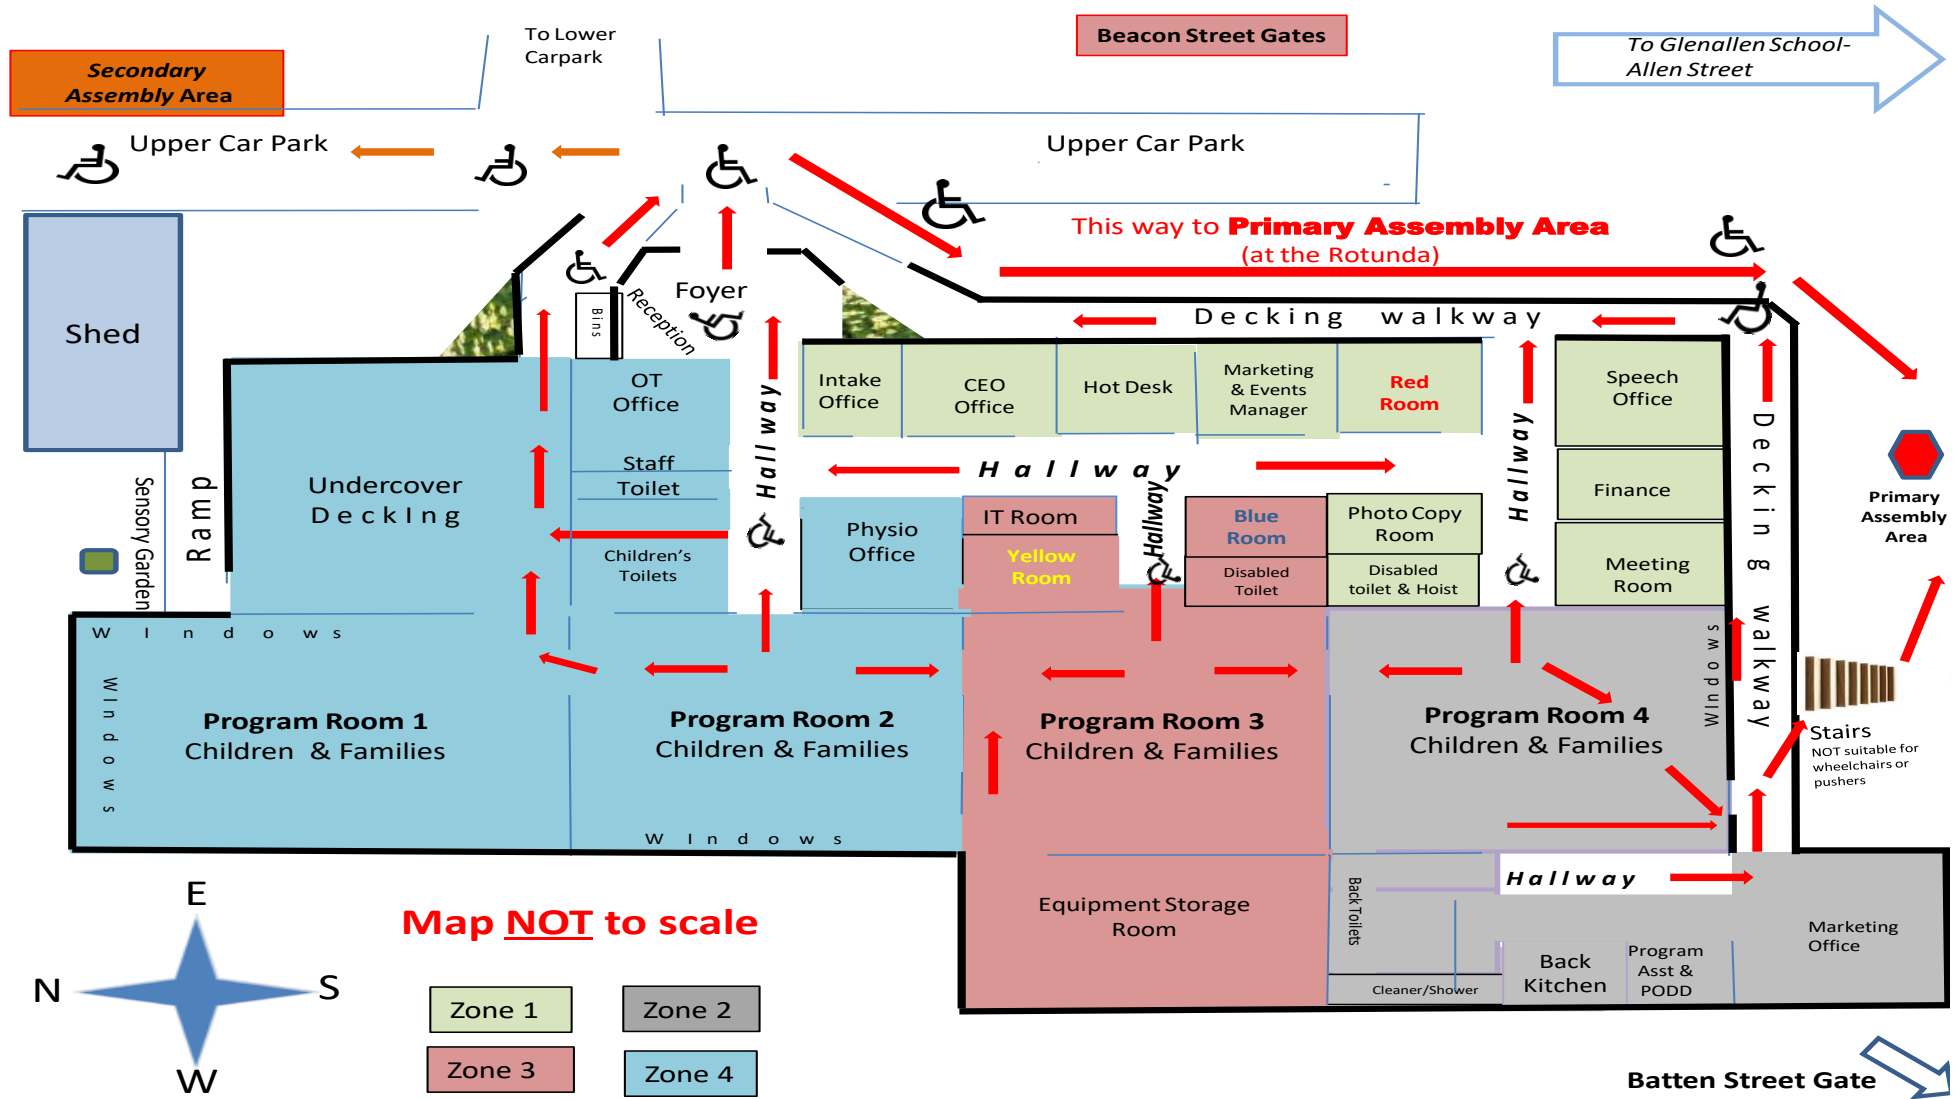 To Lower
Carpark
Beacon Street Gates
To Glenallen School-
Allen Street
Secondary
Assembly Area
Upper Car Park
Upper Car Park
This way to Primary Assembly Area
(at the Rotunda)
Shed
Bins
Reception
Foyer
Decking walkway
OT
Office
Intake
Office
CEO
Office
Hot Desk
Marketing
& Events
Manager
Red
Room
Speech
Office
Hallway
Hallway
Hallway
Decking walkway
Sensory Garden
Ramp
Undercover
DeckIng
Staff
Toilet
Children's
Toilets
Physio
Office
IT Room
Yellow
Room
Hallway
Blue
Room
Disabled
Toilet
Photo Copy
Room
Disabled
toilet & Hoist
Finance
Meeting
Room
Primary
Assembly
Area
WIndows
WIndows
WIndows
WIndows
Program Room 1
Children & Families
Program Room 2
Children & Families
Program Room 3
Children & Families
Program Room 4
Children & Families
Stairs
NOT suitable for
wheelchairs or
pushers
Equipment Storage
Room
Back Toilets
Hallway
Cleaner/Shower
Back
Kitchen
Program
Asst &
PODD
Marketing
Office
E
N
S
W
Map NOT to scale
Zone 1
Zone 2
Zone 3
Zone 4
Batten Street Gate